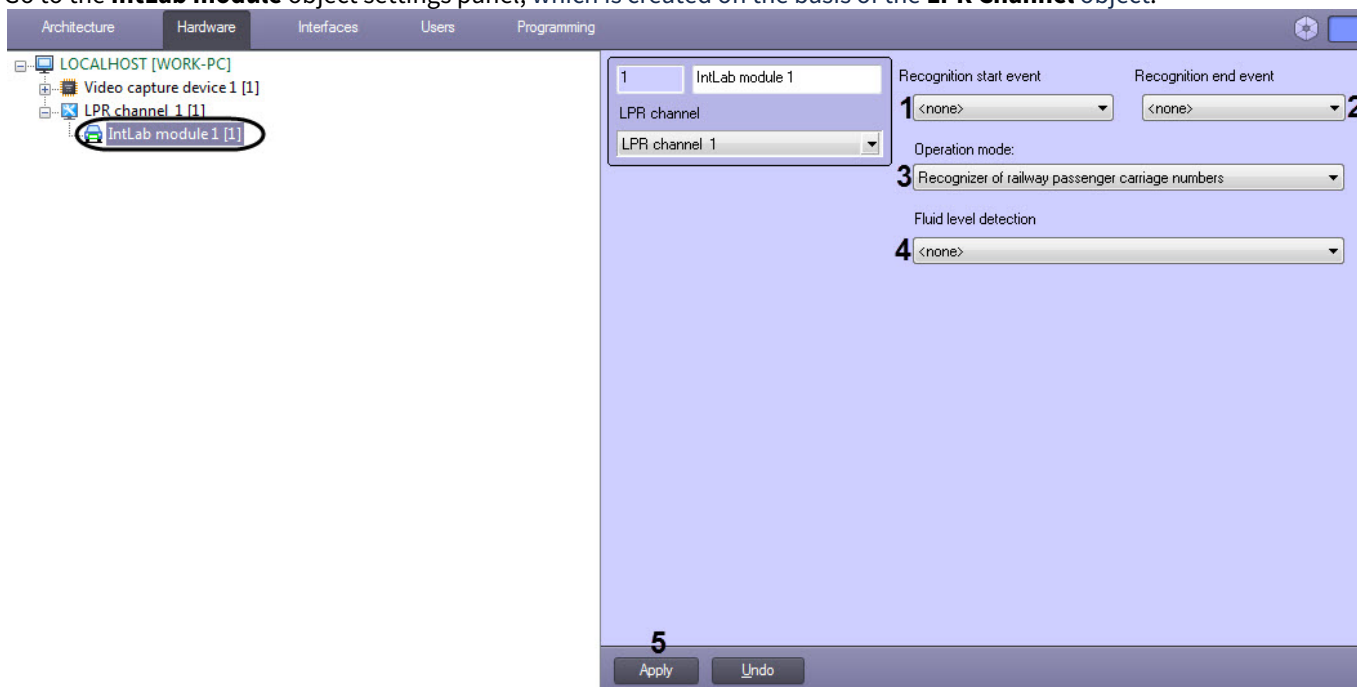 Go to the IntLab module object settings panel, which is created on the basis of the LPR Channel object.
Architecture Hardware Interfaces Users Programming
LOCALHOST [WORK-PC]
Video capture device 1 [1]
LPR channel 1 [1]
IntLab module 1 [1]
1 IntLab module 1
LPR channel
LPR channel 1
Recognition start event Recognition end event
1 <none> <none> 2
Operation mode:
3 Recognizer of railway passenger carriage numbers
Fluid level detection
4 <none>
5
Apply Undo